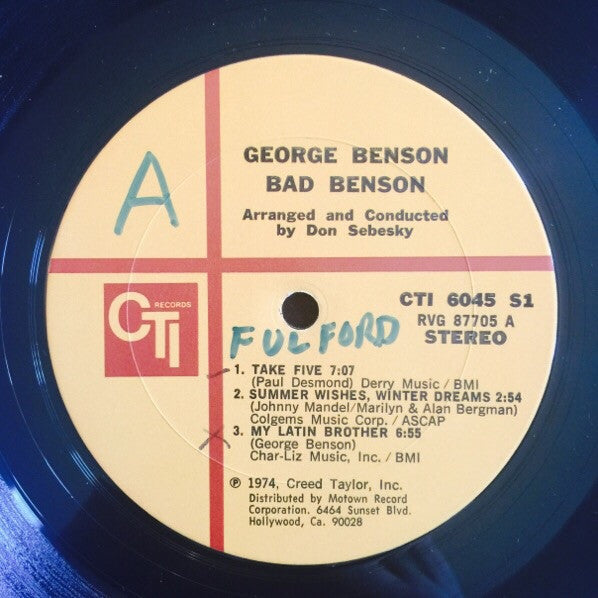 A
GEORGE BENSON
BAD BENSON
Arranged and Conducted
by Don Sebesky
CTI RECORDS
CTI 6045 S1
RVG 87705 A
STEREO
FULFORD
1. TAKE FIVE 7:07
(Paul Desmond) Derry Music/BMI
2. SUMMER WISHES, WINTER DREAMS 2:54
(Johnny Mandel/Marilyn & Alan Bergman)
Colgems Music Corp./ASCAP
3. MY LATIN BROTHER 6:55
(George Benson)
Char-Liz Music, Inc./BMI
℗ 1974, Creed Taylor, Inc.
Distributed by Motown Record
Corporation. 6464 Sunset Blvd.
Hollywood, Ca. 90028